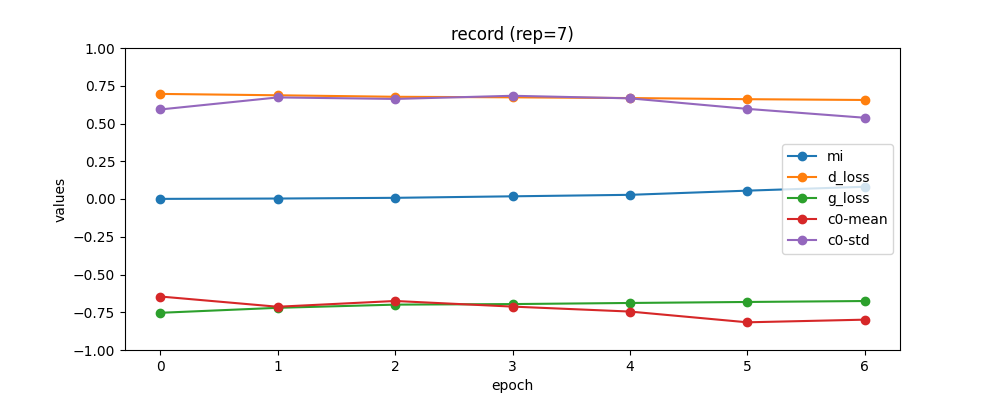 record (rep=7)
1.00
0.75
0.50
0.25
0.00
−0.25
−0.50
−0.75
−1.00
values
mi
d_loss
g_loss
c0-mean
c0-std
0 1 2 3 4 5 6
epoch